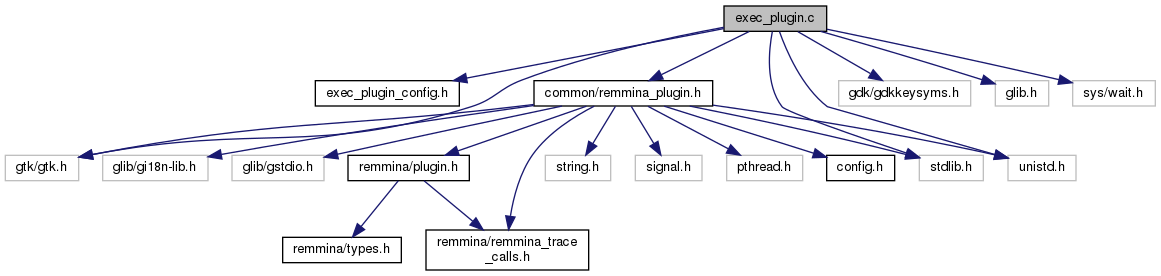 exec_plugin.c
exec_plugin_config.h
common/remmina_plugin.h
gdk/gdkkeysyms.h
glib.h
sys/wait.h
gtk/gtk.h
glib/gi18n-lib.h
glib/gstdio.h
remmina/plugin.h
string.h
signal.h
pthread.h
config.h
stdlib.h
unistd.h
remmina/types.h
remmina/remmina_trace
_calls.h